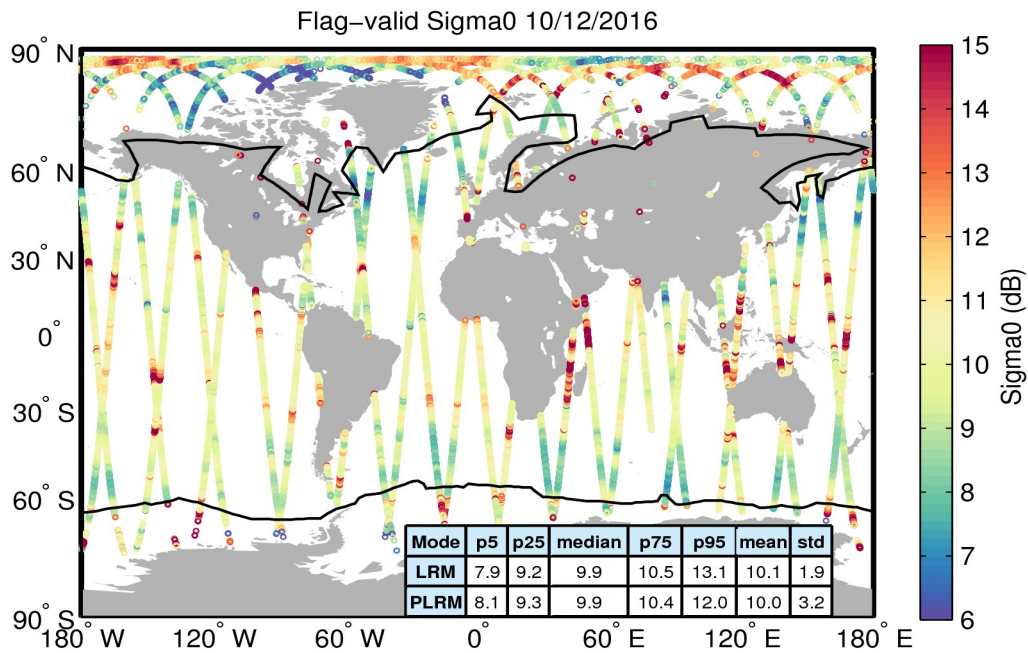 Flag-valid Sigma0 10/12/2016
90° N
60° N
30° N
0°
30° S
60° S
90° S
180° W
120° W
60° W
0°
60° E
120° E
180° E
Mode p5 p25 median p75 p95 mean std
LRM 7.9 9.2 9.9 10.5 13.1 10.1 1.9
PLRM 8.1 9.3 9.9 10.4 12.0 10.0 3.2
15
14
13
12
11
10
9
8
7
6
Sigma0 (dB)